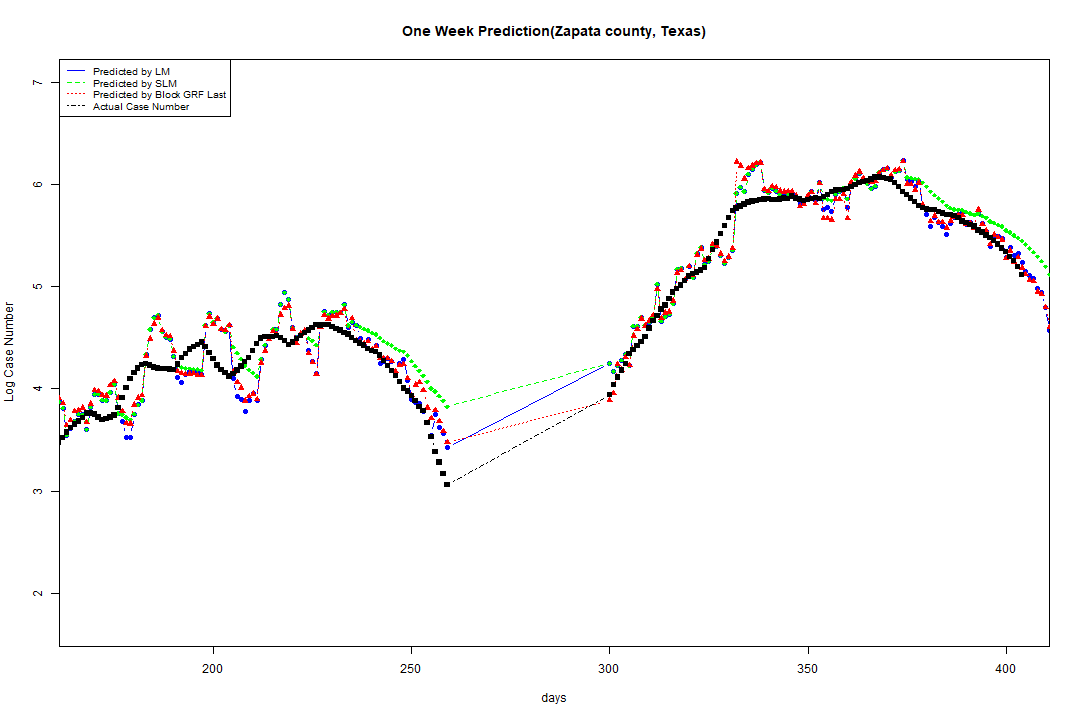 One Week Prediction(Zapata county, Texas)
Predicted by LM
Predicted by SLM
Predicted by Block GRF Last
Actual Case Number
7
6
5
4
3
2
Log Case Number
200
250
300
350
400
days